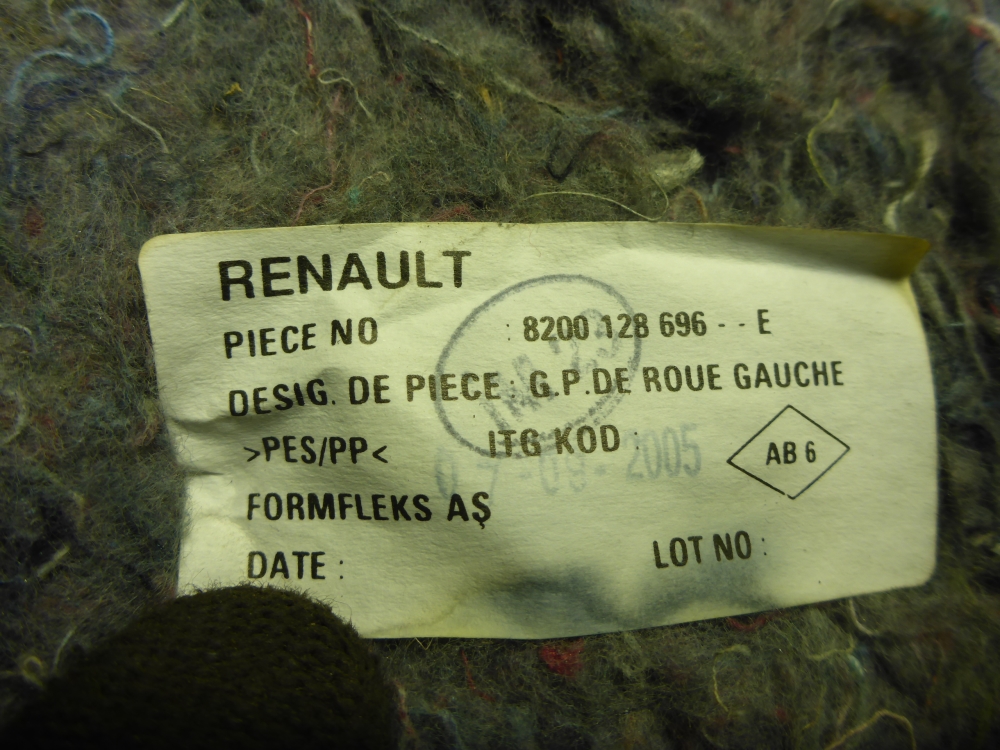 RENAULT
PIECE NO : 8200 128 696 - - E
DESIG. DE PIECE : G.P.DE ROUE GAUCHE
>PES/PP< ITG KOD :
AB 6
07-09-2005
FORMFLEKS AŞ
DATE : LOT NO :